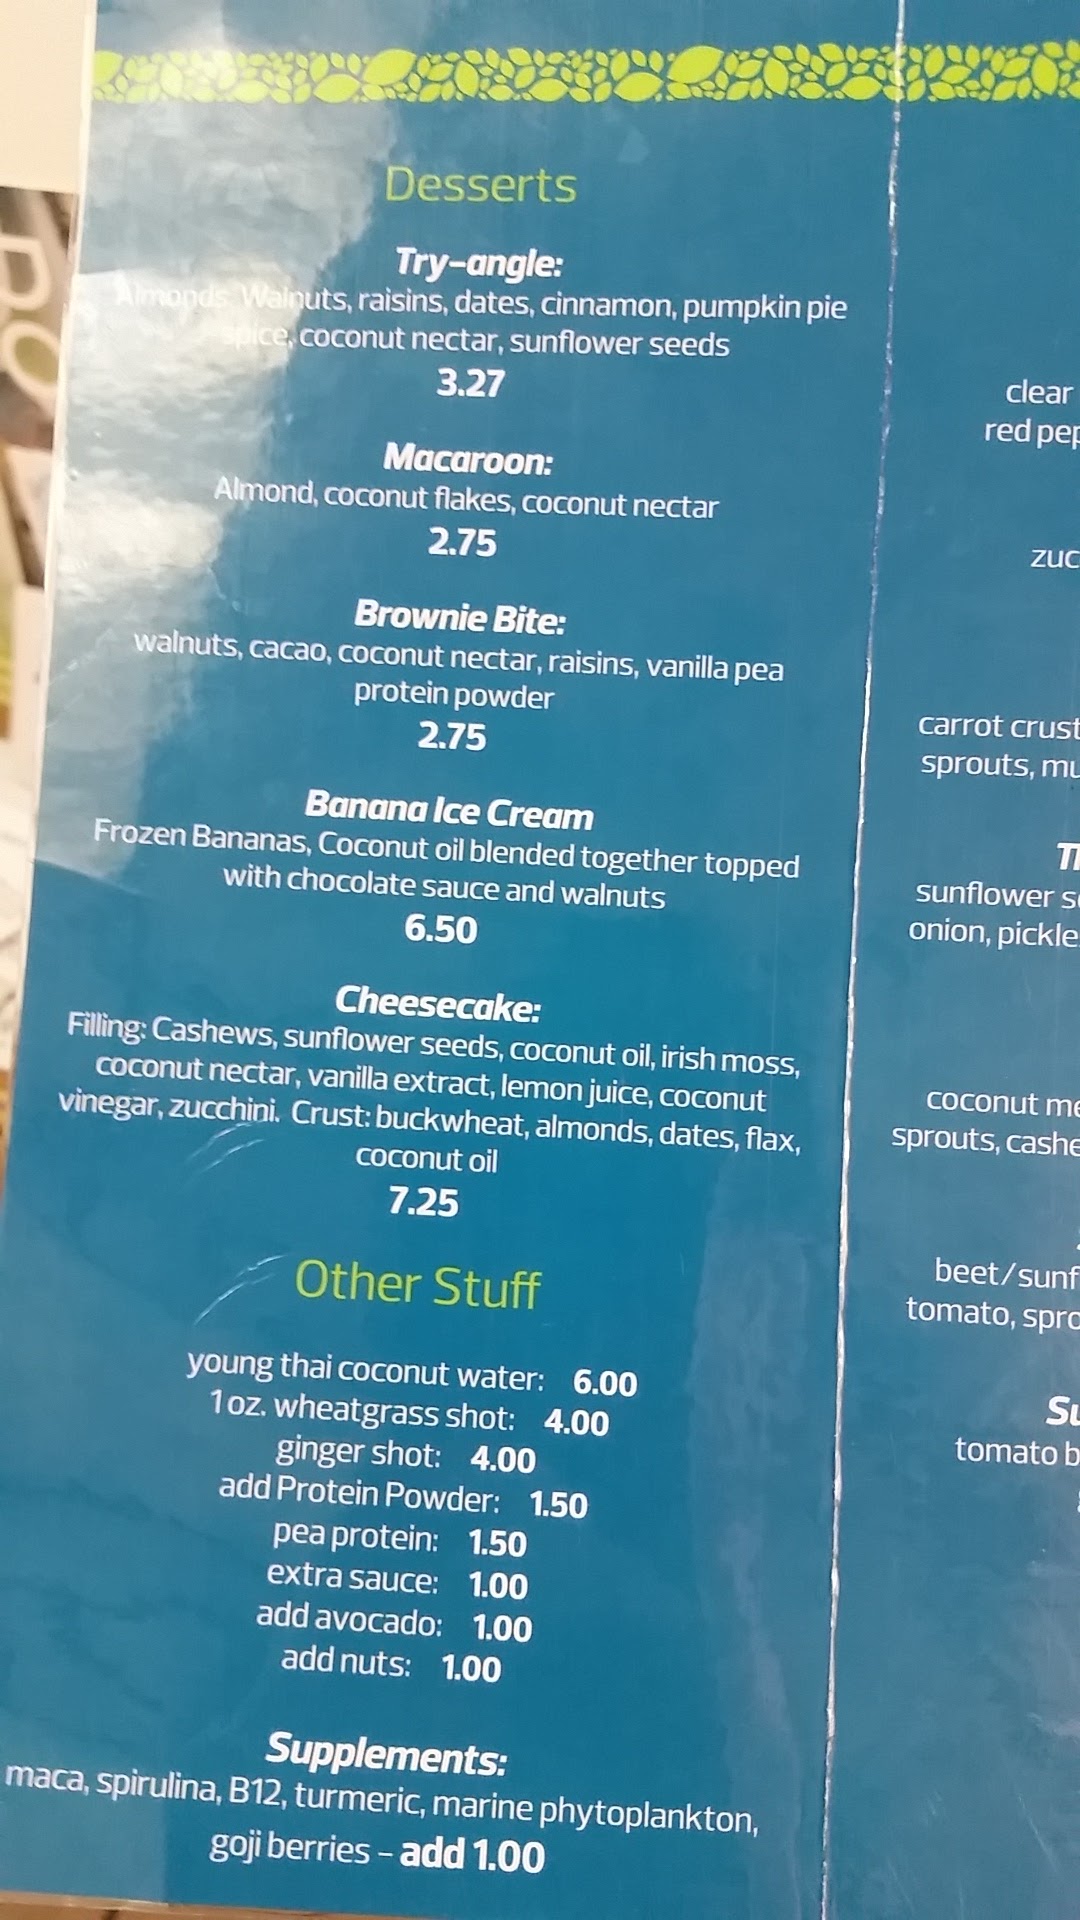 Desserts
Try-angle:
Almonds, Walnuts, raisins, dates, cinnamon, pumpkin pie
spice, coconut nectar, sunflower seeds
3.27
Macaroon:
Almond, coconut flakes, coconut nectar
2.75
Brownie Bite:
walnuts, cacao, coconut nectar, raisins, vanilla pea
protein powder
2.75
Banana Ice Cream
Frozen Bananas, Coconut oil blended together topped
with chocolate sauce and walnuts
6.50
Cheesecake:
Filling: Cashews, sunflower seeds, coconut oil, irish moss,
coconut nectar, vanilla extract, lemon juice, coconut
vinegar, zucchini. Crust: buckwheat, almonds, dates, flax,
coconut oil
7.25
Other Stuff
young thai coconut water: 6.00
1 oz. wheatgrass shot: 4.00
ginger shot: 4.00
add Protein Powder: 1.50
pea protein: 1.50
extra sauce: 1.00
add avocado: 1.00
add nuts: 1.00
Supplements:
maca, spirulina, B12, turmeric, marine phytoplankton,
goji berries - add 1.00
clear
red
carrot crust
sprouts,
sunflower
onion,
coconut
sprouts,
tomato,
tomato